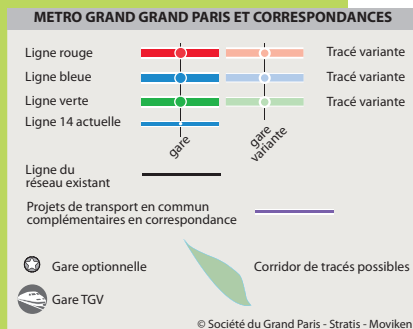 METRO GRAND GRAND PARIS ET CORRESPONDANCES
Ligne rouge
Tracé variante
Ligne bleue
Tracé variante
Ligne verte
Tracé variante
Ligne 14 actuelle
gare
gare
variante
Ligne du
réseau existant
Projets de transport en commun
complémentaires en correspondance
Gare optionnelle
Corridor de tracés possibles
Gare TGV
© Société du Grand Paris - Stratis - Moviken